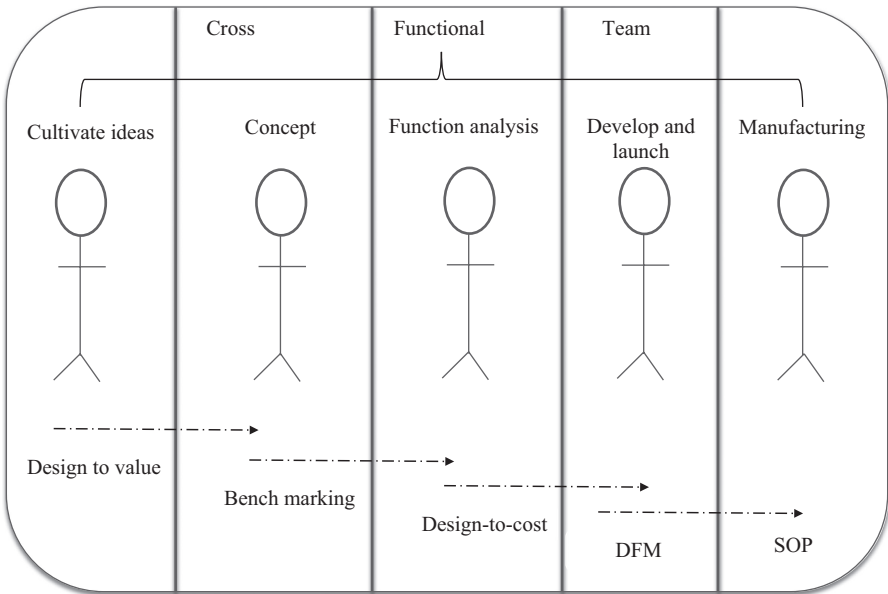 Cross
Functional
Team
Cultivate ideas
Concept
Function analysis
Develop and
launch
Manufacturing
Design to value
Bench marking
Design-to-cost
DFM
SOP